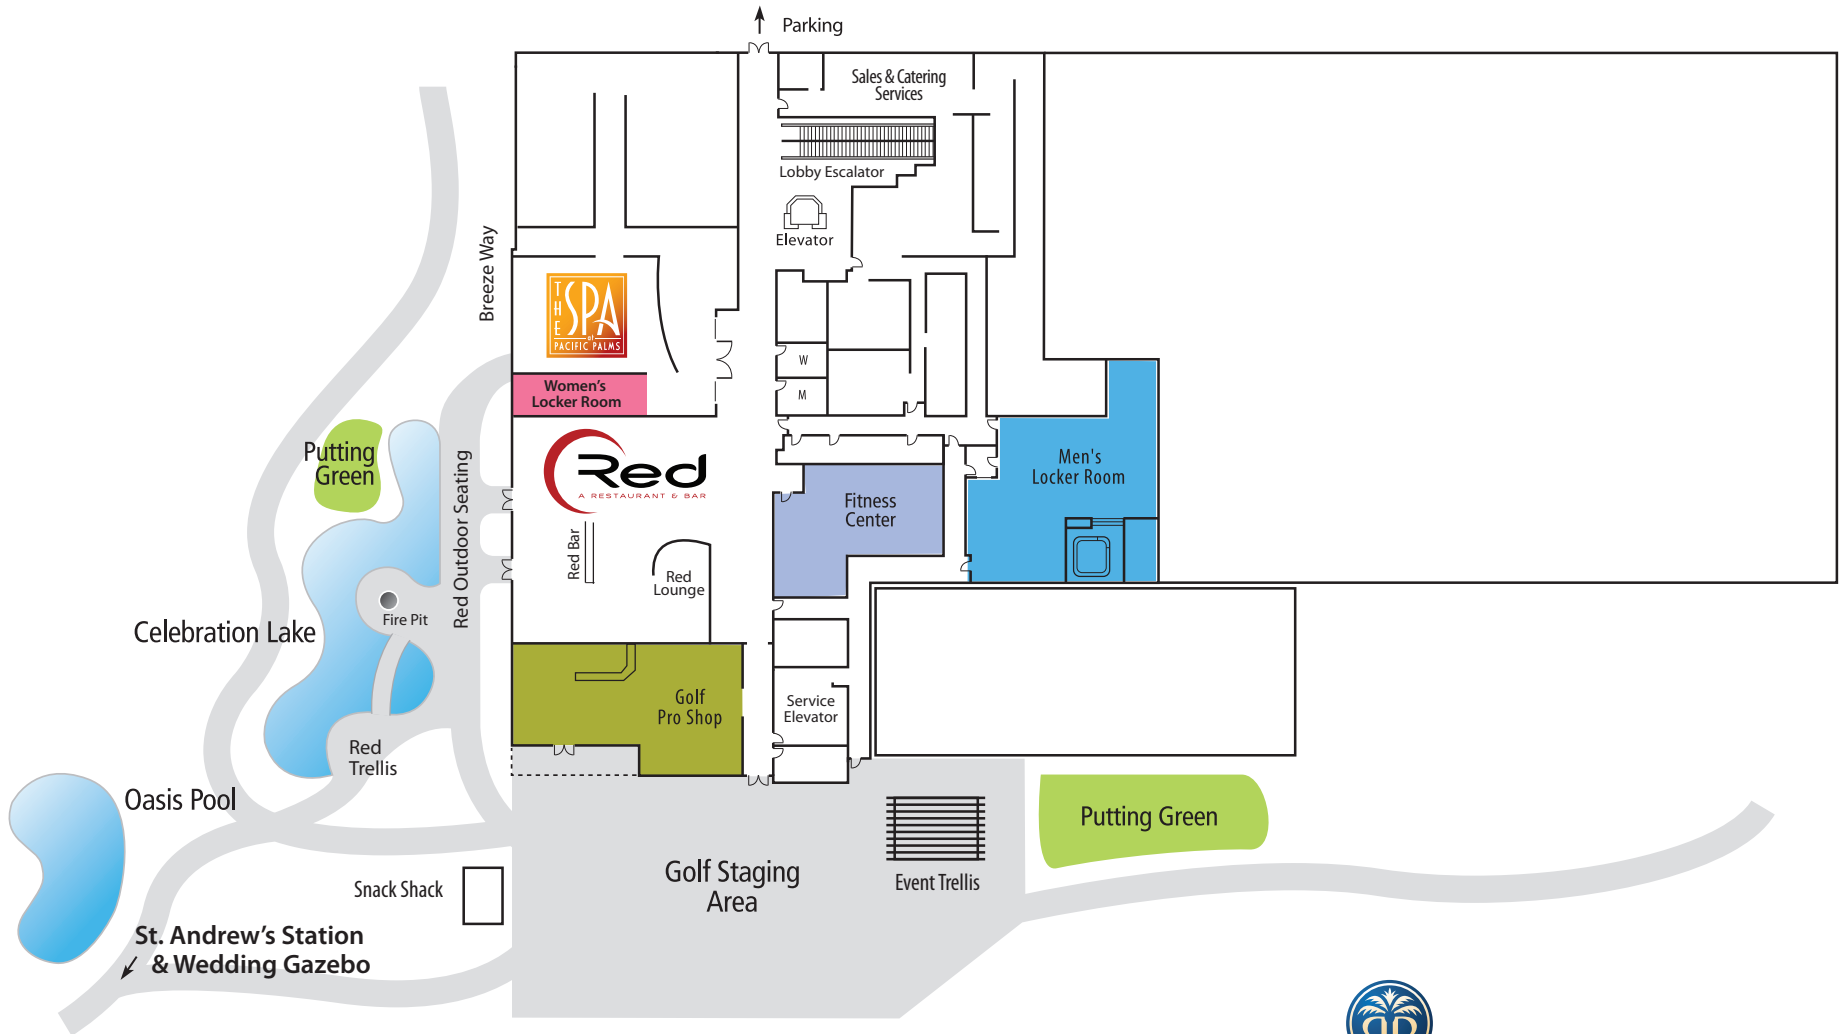 Parking
Sales & Catering
Services
Lobby Escalator
Elevator
Breeze Way
THE
SPA
at
PACIFIC PALMS
Women's
Locker Room
W
M
Putting
Green
Red
A RESTAURANT & BAR
Men's
Locker Room
Fitness
Center
Red Outdoor Seating
Red Bar
Red
Lounge
Fire Pit
Celebration Lake
Golf
Pro Shop
Service
Elevator
Red
Trellis
Oasis Pool
Putting Green
Golf Staging
Area
Event Trellis
Snack Shack
St. Andrew's Station
& Wedding Gazebo